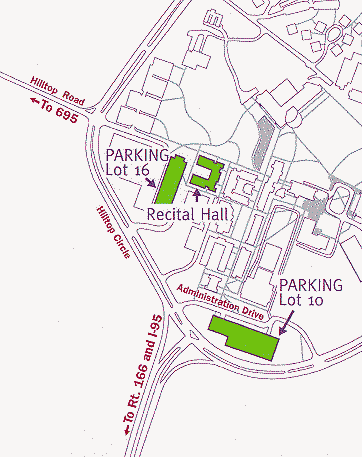 Hilltop Road
To 695
PARKING
Lot 16
Recital Hall
Hilltop Circle
PARKING
Lot 10
Administration Drive
To Rt. 166 and I-95